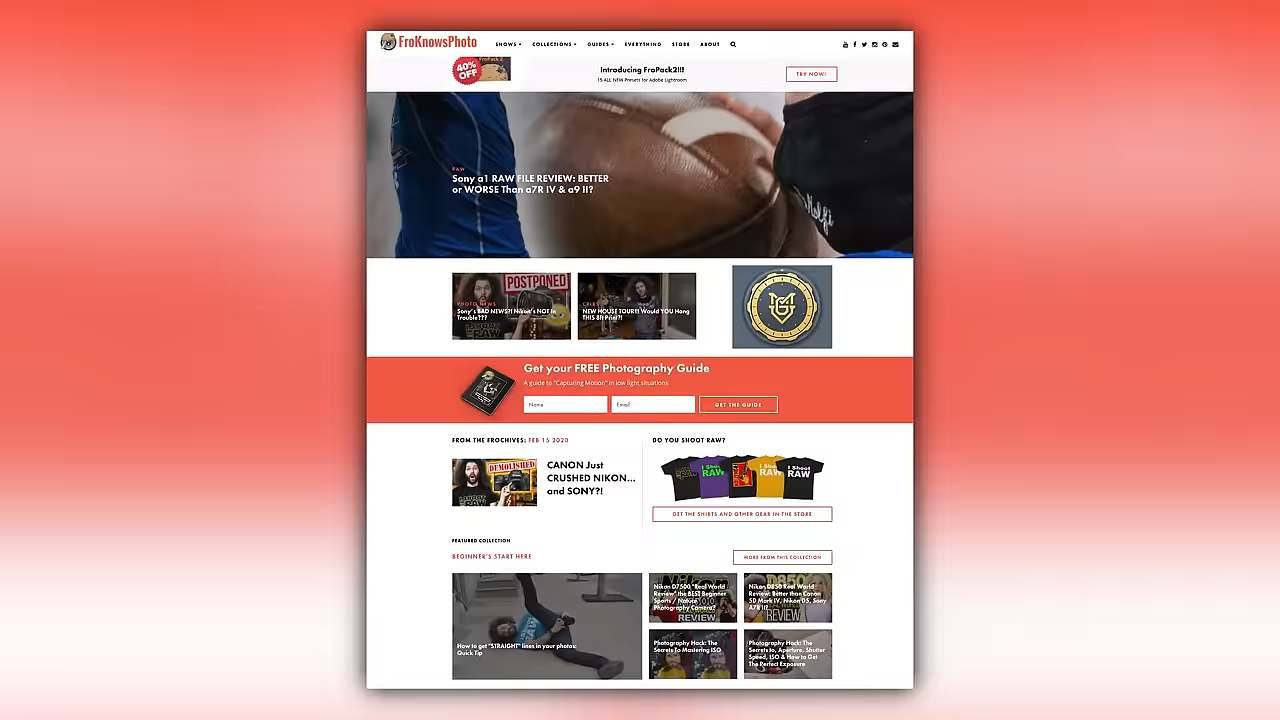 FroKnowsPhoto
SHOWS
COLLECTIONS
GUIDES
EVERYTHING
STORE
ABOUT
40%
OFF
FroPack 2
Introducing FroPack2!!!
15 ALL NEW Presets for Adobe Lightroom
TRY NOW!
RAW
Sony a1 RAW FILE REVIEW: BETTER
or WORSE Than a7R IV & a9 II?
POSTPONED
PHOTO NEWS
Sony's BAD NEWS?! Nikon's NOT In
Trouble???
CRIBS
NEW HOUSE TOUR!! Would YOU Hang
THIS 8ft Print?!
Get your FREE Photography Guide
A guide to "Capturing Motion" in low light situations
Name
Email
GET THE GUIDE
FROM THE FROCHIVES: FEB 15 2020
DEMOLISHED
CANON Just
CRUSHED NIKON...
and SONY?!
DO YOU SHOOT RAW?
I Shoot
RAW
I Shoot
RAW
I Shoot
RAW
GET THE SHIRTS AND OTHER GEAR IN THE STORE
FEATURED COLLECTION
BEGINNER'S START HERE
MORE FROM THIS COLLECTION
How to get "STRAIGHT" lines in your photos:
Quick Tip
Nikon D7500 "Real World
Review" the BEST Beginner
Sports / Nature
Photography Camera?
REVIEW
Nikon D850 Real World
Review: Better than Canon
5D Mark IV, Nikon D5, Sony
A7R II?
REVIEW
Photography Hack: The
Secrets To Mastering ISO
Photography Hack: The
Secrets to, Aperture, Shutter
Speed, ISO & How to Get
The Perfect Exposure